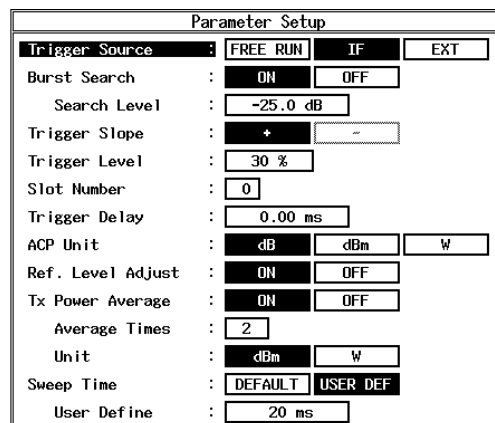 Parameter Setup
Trigger Source : FREE RUN IF EXT
Burst Search : ON OFF
Search Level : -25.0 dB
Trigger Slope : + -
Trigger Level : 30 %
Slot Number : 0
Trigger Delay : 0.00 ms
ACP Unit : dB dBm W
Ref. Level Adjust : ON OFF
Tx Power Average : ON OFF
Average Times : 2
Unit : dBm W
Sweep Time : DEFAULT USER DEF
User Define : 20 ms